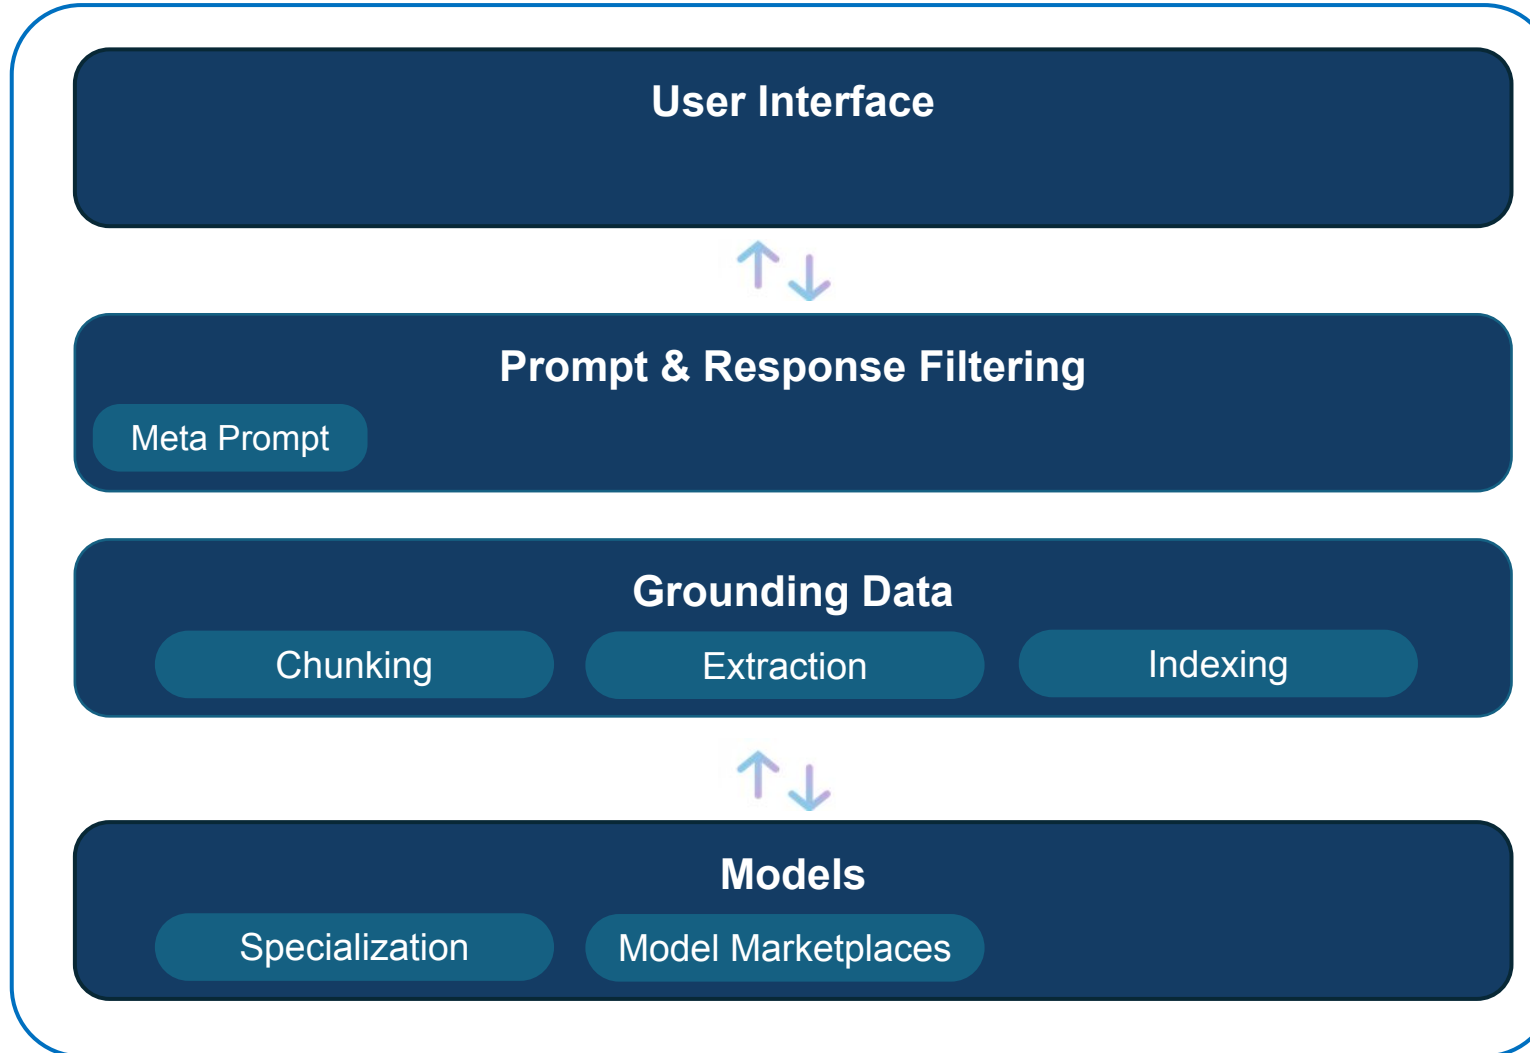 User Interface
Prompt & Response Filtering
Meta Prompt
Grounding Data
Chunking
Extraction
Indexing
Models
Specialization
Model Marketplaces